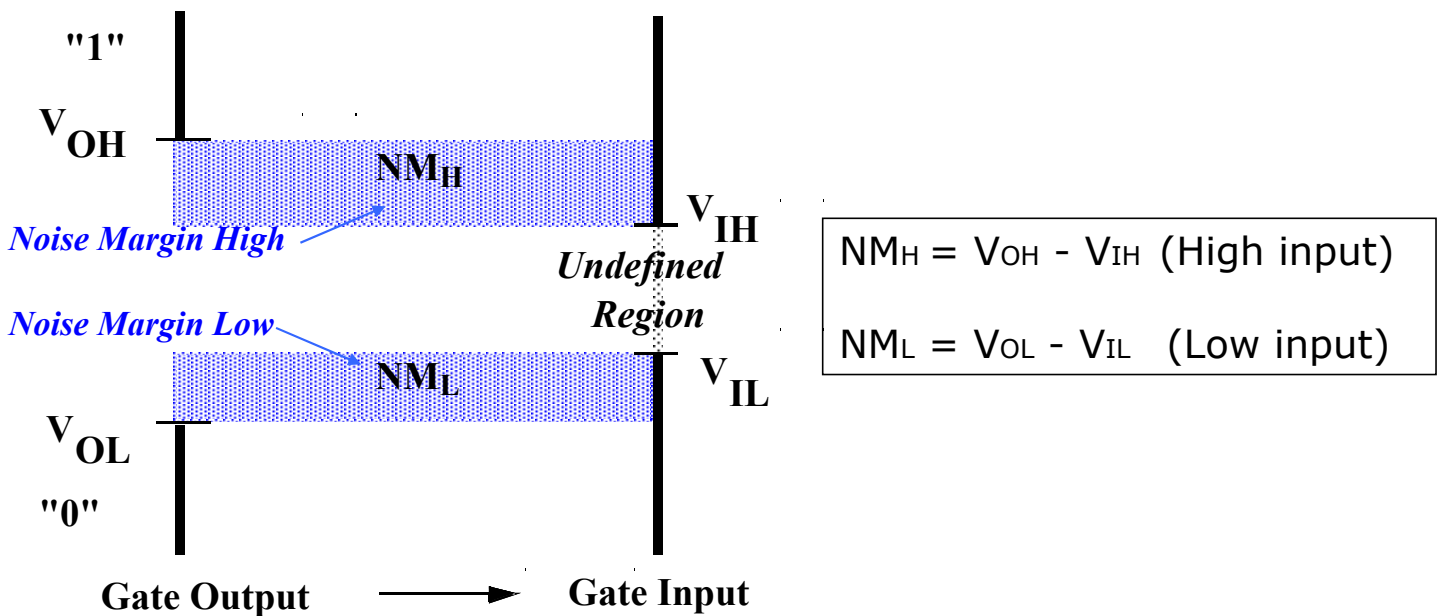 "1"
VOH
NMH
Noise Margin High
VIH
Undefined
Region
Noise Margin Low
NML
VIL
VOL
"0"
Gate Output
Gate Input
NMH = VOH - VIH (High input)
NML = VOL - VIL (Low input)